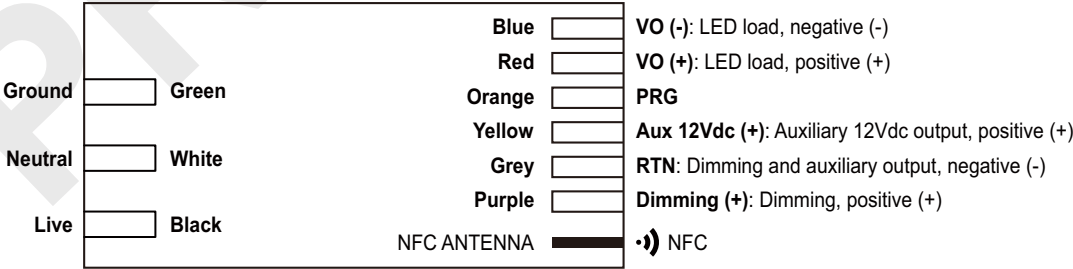 Blue VO (-): LED load, negative (-)
Red VO (+): LED load, positive (+)
Ground Green Orange PRG
Yellow Aux 12Vdc (+): Auxiliary 12Vdc output, positive (+)
Neutral White Grey RTN: Dimming and auxiliary output, negative (-)
Purple Dimming (+): Dimming, positive (+)
Live Black
NFC ANTENNA NFC